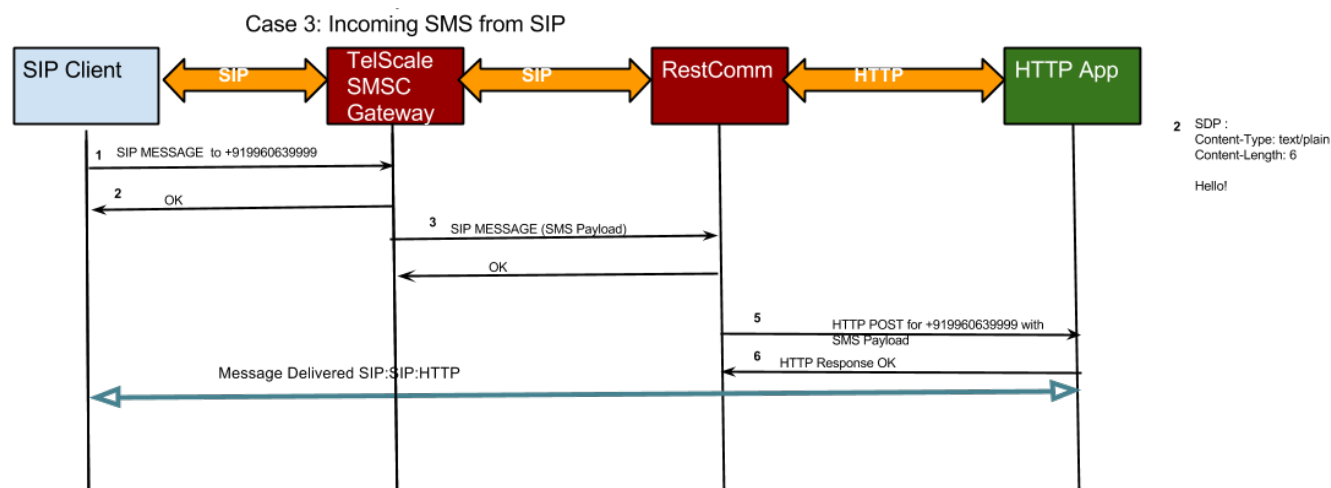 Case 3: Incoming SMS from SIP
SIP Client
SIP
TelScale
SMSC
Gateway
SIP
RestComm
HTTP
HTTP App
2 SDP :
Content-Type: text/plain
Content-Length: 6
Hello!
1 SIP MESSAGE to +919960639999
2
OK
3 SIP MESSAGE (SMS Payload)
OK
5 HTTP POST for +919960639999 with
SMS Payload
6
HTTP Response OK
Message Delivered SIP:SIP:HTTP